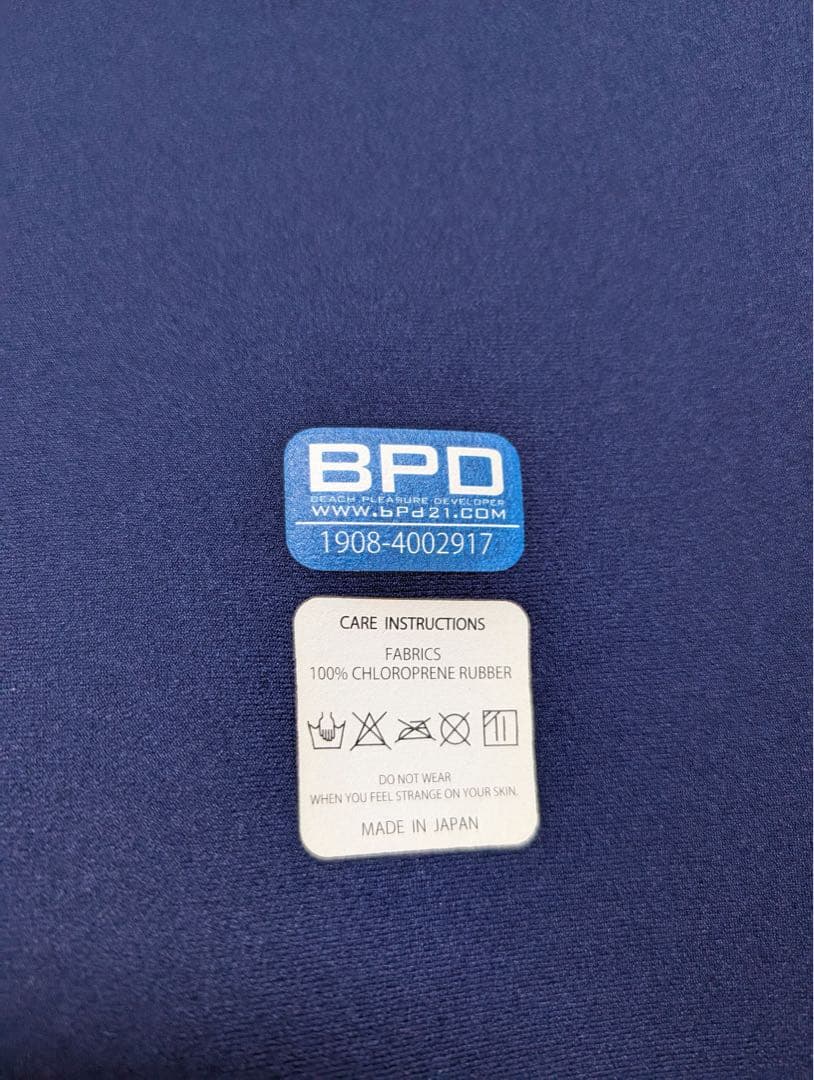 BPD
BEACH PLEASURE DEVELOPER
WWW.bPd21.COM
1908-4002917
CARE INSTRUCTIONS
FABRICS
100% CHLOROPRENE RUBBER
DO NOT WEAR
WHEN YOU FEEL STRANGE ON YOUR SKIN.
MADE IN JAPAN